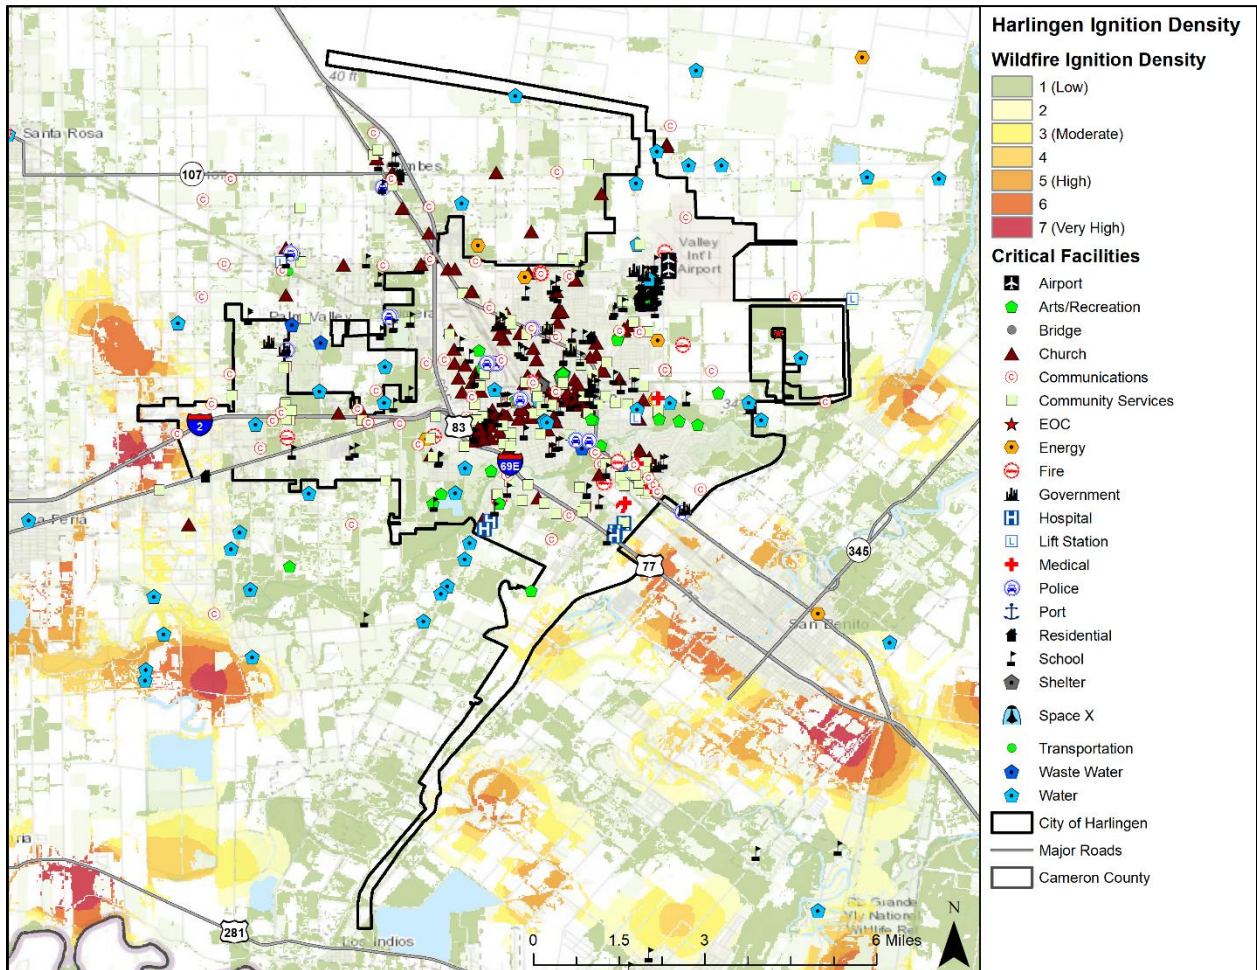 Harlingen Ignition Density
Wildfire Ignition Density
1 (Low)
2
3 (Moderate)
4
5 (High)
6
7 (Very High)
Critical Facilities
Airport
Arts/Recreation
Bridge
Church
Communications
Community Services
EOC
Energy
Fire
Government
Hospital
Lift Station
Medical
Police
Port
Residential
School
Shelter
Space X
Transportation
Waste Water
Water
City of Harlingen
Major Roads
Cameron County
40 ft
Santa Rosa
107
Valley
Int'l
Airport
Palm Valley
2
83
69E
77
345
San Benito
281
Los Indios
N
0 1.5 3 6 Miles